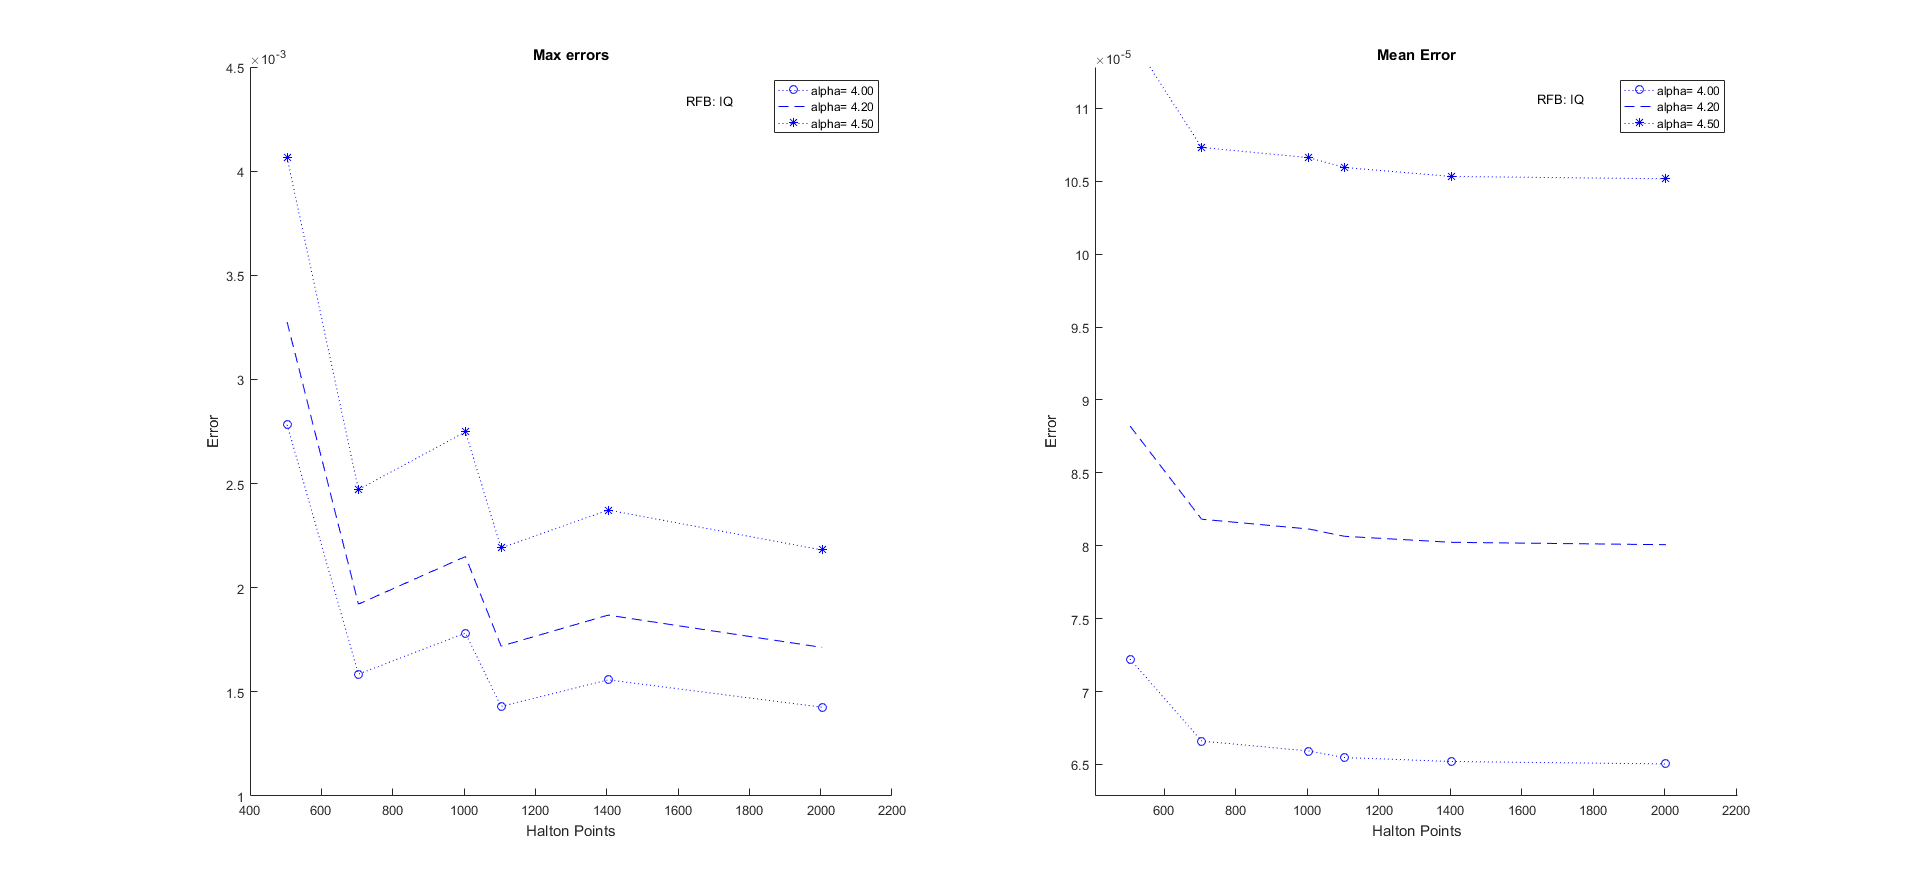 Max errors
×10-3
4.5
4
3.5
3
2.5
2
1.5
1
Error
400 600 800 1000 1200 1400 1600 1800 2000 2200
Halton Points
RFB: IQ
alpha= 4.00
alpha= 4.20
alpha= 4.50
Mean Error
×10-5
11
10.5
10
9.5
9
8.5
8
7.5
7
6.5
Error
600 800 1000 1200 1400 1600 1800 2000 2200
Halton Points
RFB: IQ
alpha= 4.00
alpha= 4.20
alpha= 4.50